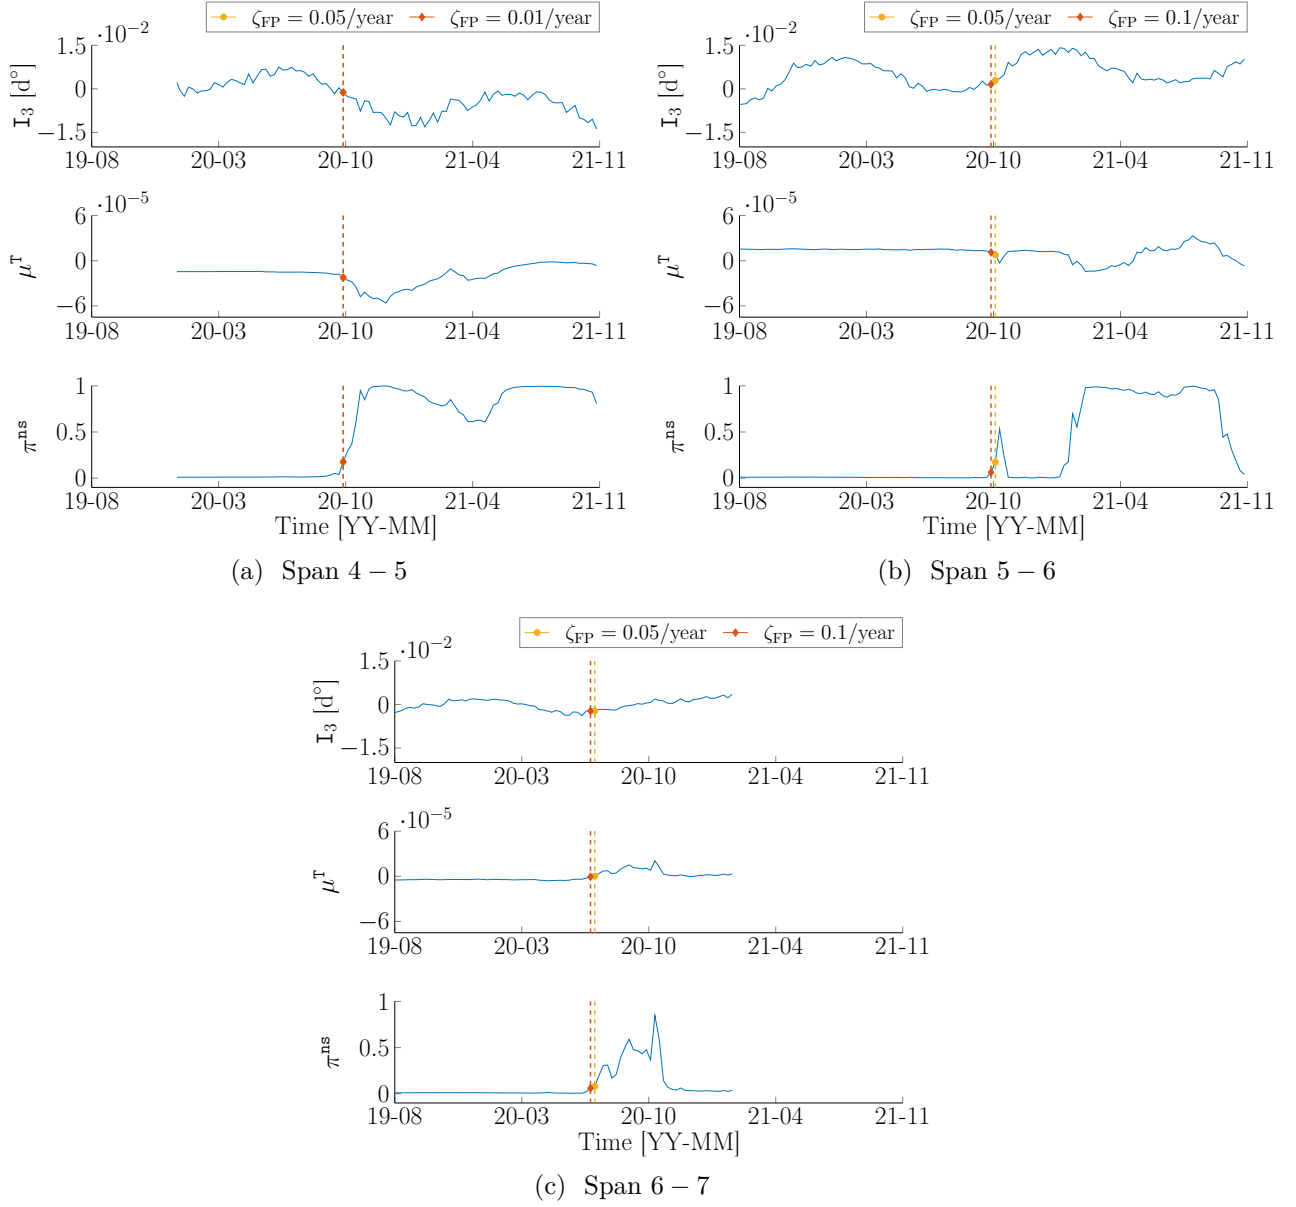 ζFP = 0.05/year ζFP = 0.01/year
·10−2
1.5
0
−1.5
I3 [d°]
19-08 20-03 20-10 21-04 21-11
·10−5
6
0
−6
μT
19-08 20-03 20-10 21-04 21-11
1
0.5
0
πns
19-08 20-03 20-10 21-04 21-11
Time [YY-MM]
(a) Span 4 − 5
ζFP = 0.05/year ζFP = 0.1/year
·10−2
1.5
0
−1.5
I3 [d°]
19-08 20-03 20-10 21-04 21-11
·10−5
6
0
−6
μT
19-08 20-03 20-10 21-04 21-11
1
0.5
0
πns
19-08 20-03 20-10 21-04 21-11
Time [YY-MM]
(b) Span 5 − 6
ζFP = 0.05/year ζFP = 0.1/year
·10−2
1.5
0
−1.5
I3 [d°]
19-08 20-03 20-10 21-04 21-11
·10−5
6
0
−6
μT
19-08 20-03 20-10 21-04 21-11
1
0.5
0
πns
19-08 20-03 20-10 21-04 21-11
Time [YY-MM]
(c) Span 6 − 7